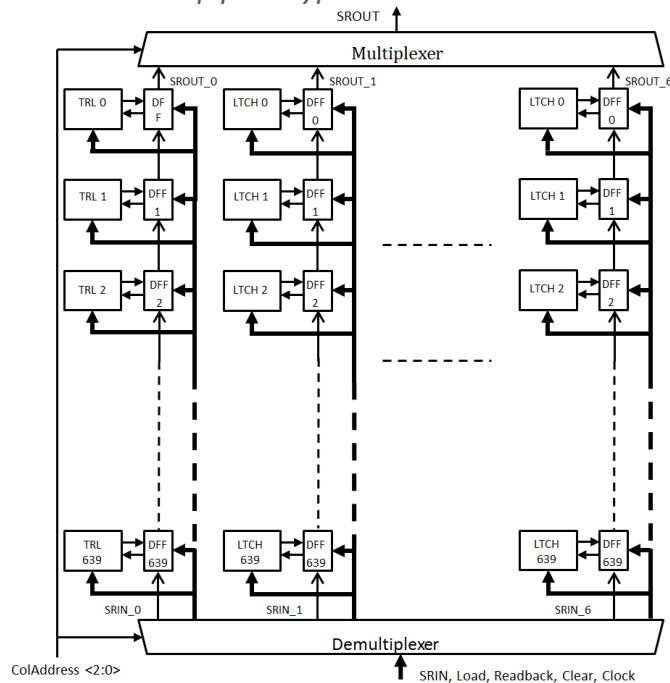 SROUT
Multiplexer
SROUT_0
SROUT_1
SROUT_6
TRL 0
DF
F
LTCH 0
DFF
0
LTCH 0
DFF
0
TRL 1
DFF
1
LTCH 1
DFF
1
LTCH 1
DFF
1
TRL 2
DFF
2
LTCH 2
DFF
2
LTCH 2
DFF
2
TRL
639
DFF
639
LTCH
639
DFF
639
LTCH
639
DFF
639
SRIN_0
SRIN_1
SRIN_6
Demultiplexer
ColAddress <2:0>
SRIN, Load, Readback, Clear, Clock